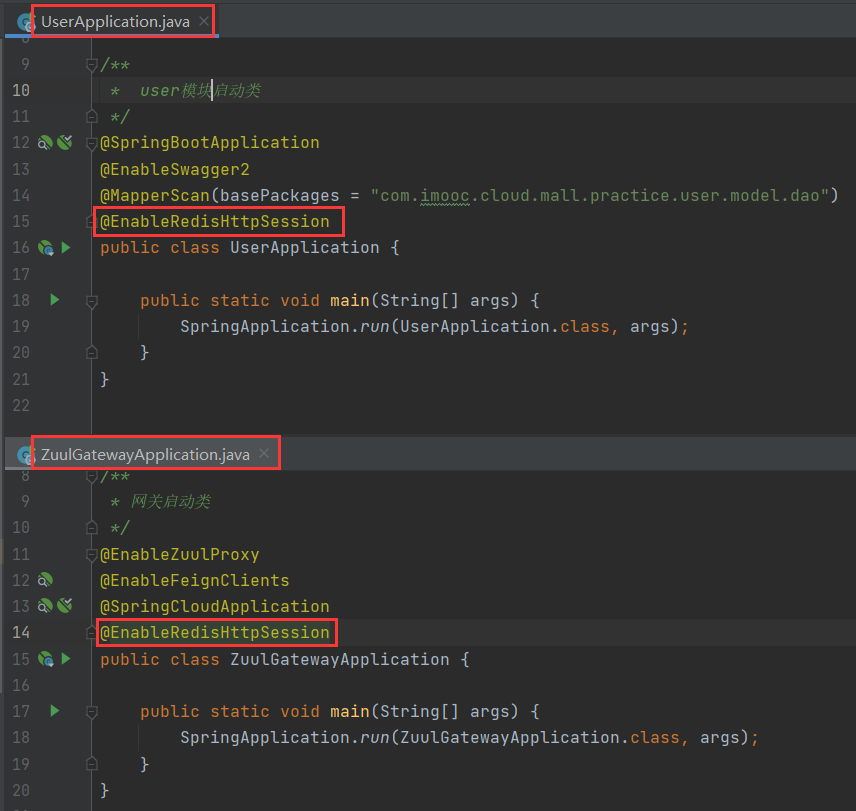 UserApplication.java
9 /**
10 * user模块启动类
11 */
12 @SpringBootApplication
13 @EnableSwagger2
14 @MapperScan(basePackages = "com.imooc.cloud.mall.practice.user.model.dao")
15 @EnableRedisHttpSession
16 public class UserApplication {
17
18 public static void main(String[] args) {
19 SpringApplication.run(UserApplication.class, args);
20 }
21 }
22
ZuulGatewayApplication.java
8 /**
9 * 网关启动类
10 */
11 @EnableZuulProxy
12 @EnableFeignClients
13 @SpringCloudApplication
14 @EnableRedisHttpSession
15 public class ZuulGatewayApplication {
16
17 public static void main(String[] args) {
18 SpringApplication.run(ZuulGatewayApplication.class, args);
19 }
20 }